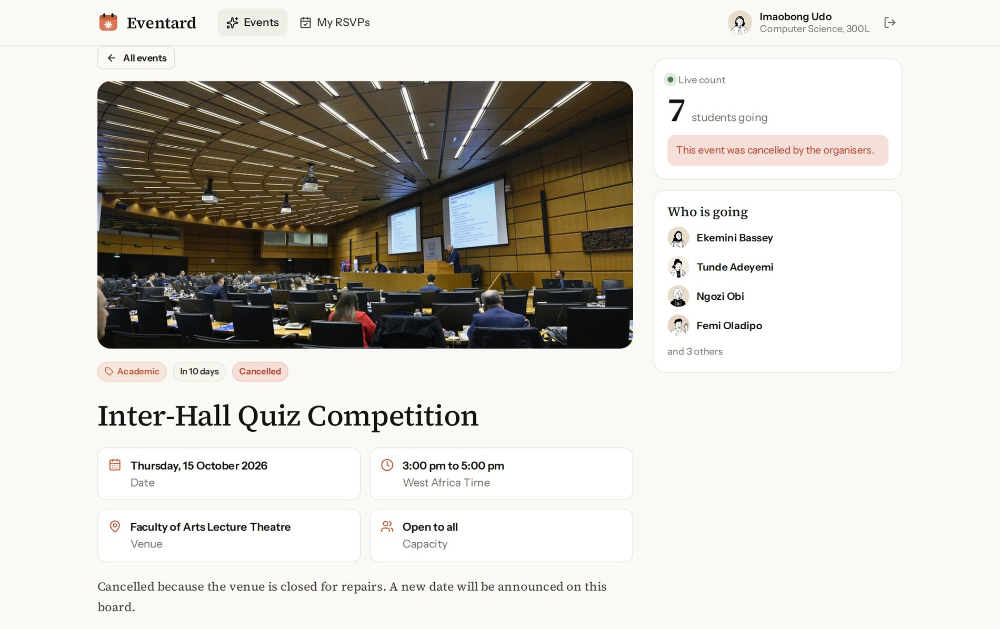 Eventard
Events
My RSVPs
Imaobong Udo
Computer Science, 300L
All events
IAEA
Academic
In 10 days
Cancelled
Inter-Hall Quiz Competition
Thursday, 15 October 2026
Date
3:00 pm to 5:00 pm
West Africa Time
Faculty of Arts Lecture Theatre
Venue
Open to all
Capacity
Cancelled because the venue is closed for repairs. A new date will be announced on this
board.
Live count
7 students going
This event was cancelled by the organisers.
Who is going
Ekemini Bassey
Tunde Adeyemi
Ngozi Obi
Femi Oladipo
and 3 others